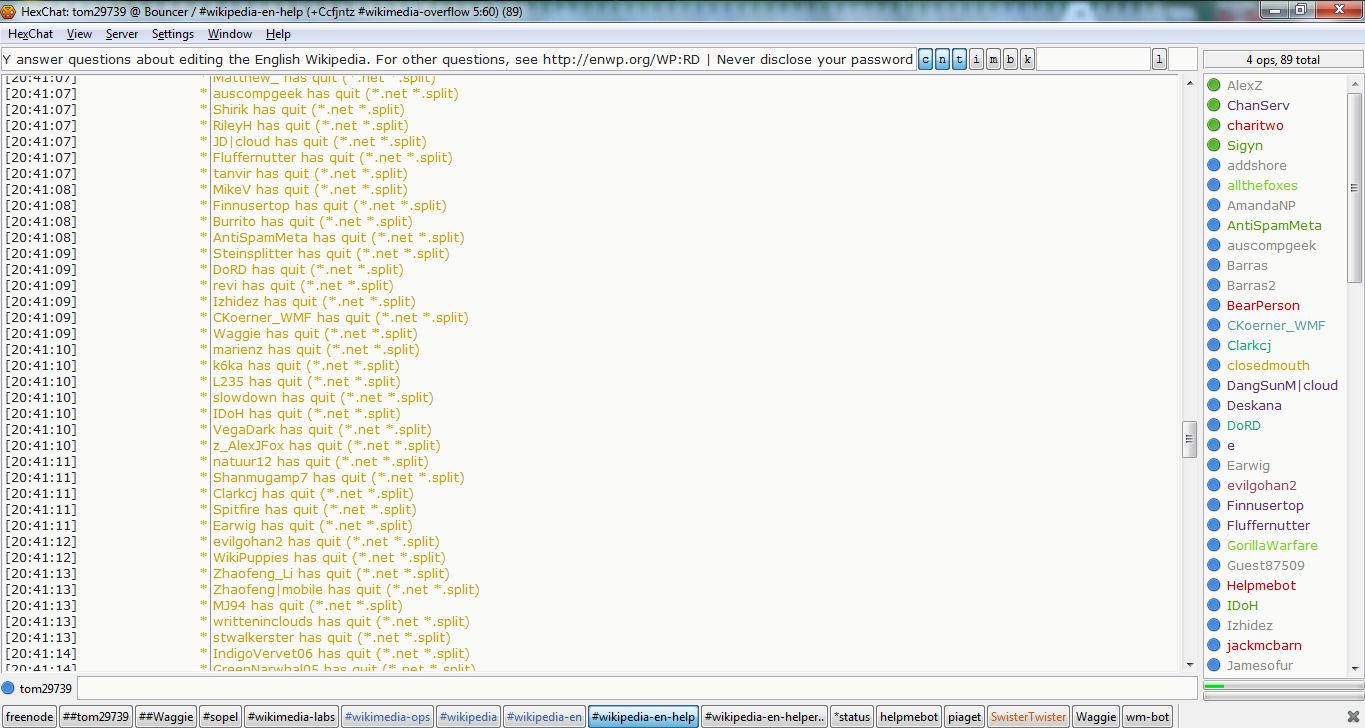 HexChat: tom29739 @ Bouncer / #wikipedia-en-help (+Ccfjntz #wikimedia-overflow 5:60) (89)
HexChat View Server Settings Window Help
Y answer questions about editing the English Wikipedia. For other questions, see http://enwp.org/WP:RD | Never disclose your password c n t i m b k l
4 ops, 89 total
[20:41:07] * Matthew_ has quit (*.net *.split)
[20:41:07] * auscompgeek has quit (*.net *.split)
[20:41:07] * Shirik has quit (*.net *.split)
[20:41:07] * RileyH has quit (*.net *.split)
[20:41:07] * JD|cloud has quit (*.net *.split)
[20:41:07] * Fluffernutter has quit (*.net *.split)
[20:41:07] * tanvir has quit (*.net *.split)
[20:41:08] * MikeV has quit (*.net *.split)
[20:41:08] * Finnusertop has quit (*.net *.split)
[20:41:08] * Burrito has quit (*.net *.split)
[20:41:08] * AntiSpamMeta has quit (*.net *.split)
[20:41:09] * Steinsplitter has quit (*.net *.split)
[20:41:09] * DoRD has quit (*.net *.split)
[20:41:09] * revi has quit (*.net *.split)
[20:41:09] * Izhidez has quit (*.net *.split)
[20:41:09] * CKoerner_WMF has quit (*.net *.split)
[20:41:09] * Waggie has quit (*.net *.split)
[20:41:10] * marienz has quit (*.net *.split)
[20:41:10] * k6ka has quit (*.net *.split)
[20:41:10] * L235 has quit (*.net *.split)
[20:41:10] * slowdown has quit (*.net *.split)
[20:41:10] * IDoH has quit (*.net *.split)
[20:41:10] * VegaDark has quit (*.net *.split)
[20:41:10] * z_AlexJFox has quit (*.net *.split)
[20:41:11] * natuur12 has quit (*.net *.split)
[20:41:11] * Shanmugamp7 has quit (*.net *.split)
[20:41:11] * Clarkcj has quit (*.net *.split)
[20:41:11] * Spitfire has quit (*.net *.split)
[20:41:11] * Earwig has quit (*.net *.split)
[20:41:12] * evilgohan2 has quit (*.net *.split)
[20:41:12] * WikiPuppies has quit (*.net *.split)
[20:41:13] * Zhaofeng_Li has quit (*.net *.split)
[20:41:13] * Zhaofeng|mobile has quit (*.net *.split)
[20:41:13] * MJ94 has quit (*.net *.split)
[20:41:13] * writteninclouds has quit (*.net *.split)
[20:41:13] * stwalkerster has quit (*.net *.split)
[20:41:14] * IndigoVervet06 has quit (*.net *.split)
[20:41:14] * GreenNarwhal05 has quit (*.net *.split)
AlexZ
ChanServ
charitwo
Sigyn
addshore
allthefoxes
AmandaNP
AntiSpamMeta
auscompgeek
Barras
Barras2
BearPerson
CKoerner_WMF
Clarkcj
closedmouth
DangSunM|cloud
Deskana
DoRD
e
Earwig
evilgohan2
Finnusertop
Fluffernutter
GorillaWarfare
Guest87509
Helpmebot
IDoH
Izhidez
jackmcbarn
Jamesofur
tom29739
freenode ##tom29739 ##Waggie #sopel #wikimedia-labs #wikimedia-ops #wikipedia #wikipedia-en #wikipedia-en-help #wikipedia-en-helper.. *status helpmebot piaget SwisterTwister Waggie wm-bot